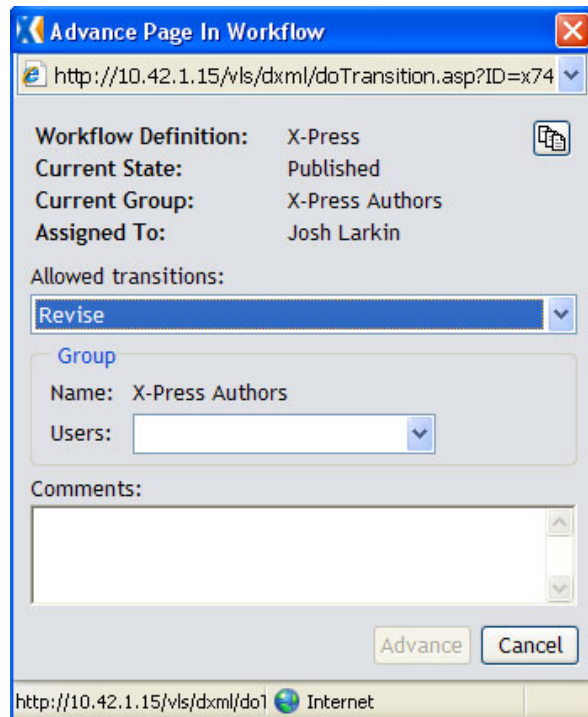 Advance Page In Workflow
http://10.42.1.15/vls/dxml/doTransition.asp?ID=x74
Workflow Definition: X-Press
Current State: Published
Current Group: X-Press Authors
Assigned To: Josh Larkin
Allowed transitions:
Revise
Group
Name: X-Press Authors
Users:
Comments:
Advance Cancel
http://10.42.1.15/vls/dxml/doT Internet